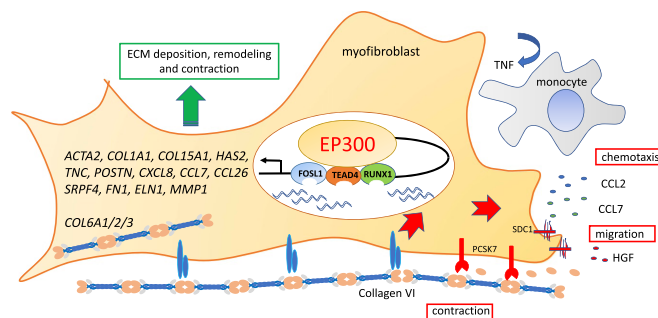 ECM deposition, remodeling
and contraction
myofibroblast
TNF
monocyte
EP300
FOSL1
TEAD4
RUNX1
ACTA2, COL1A1, COL15A1, HAS2,
TNC, POSTN, CXCL8, CCL7, CCL26
SRPF4, FN1, ELN1, MMP1
COL6A1/2/3
chemotaxis
CCL2
CCL7
SDC1
migration
PCSK7
HGF
Collagen VI
contraction